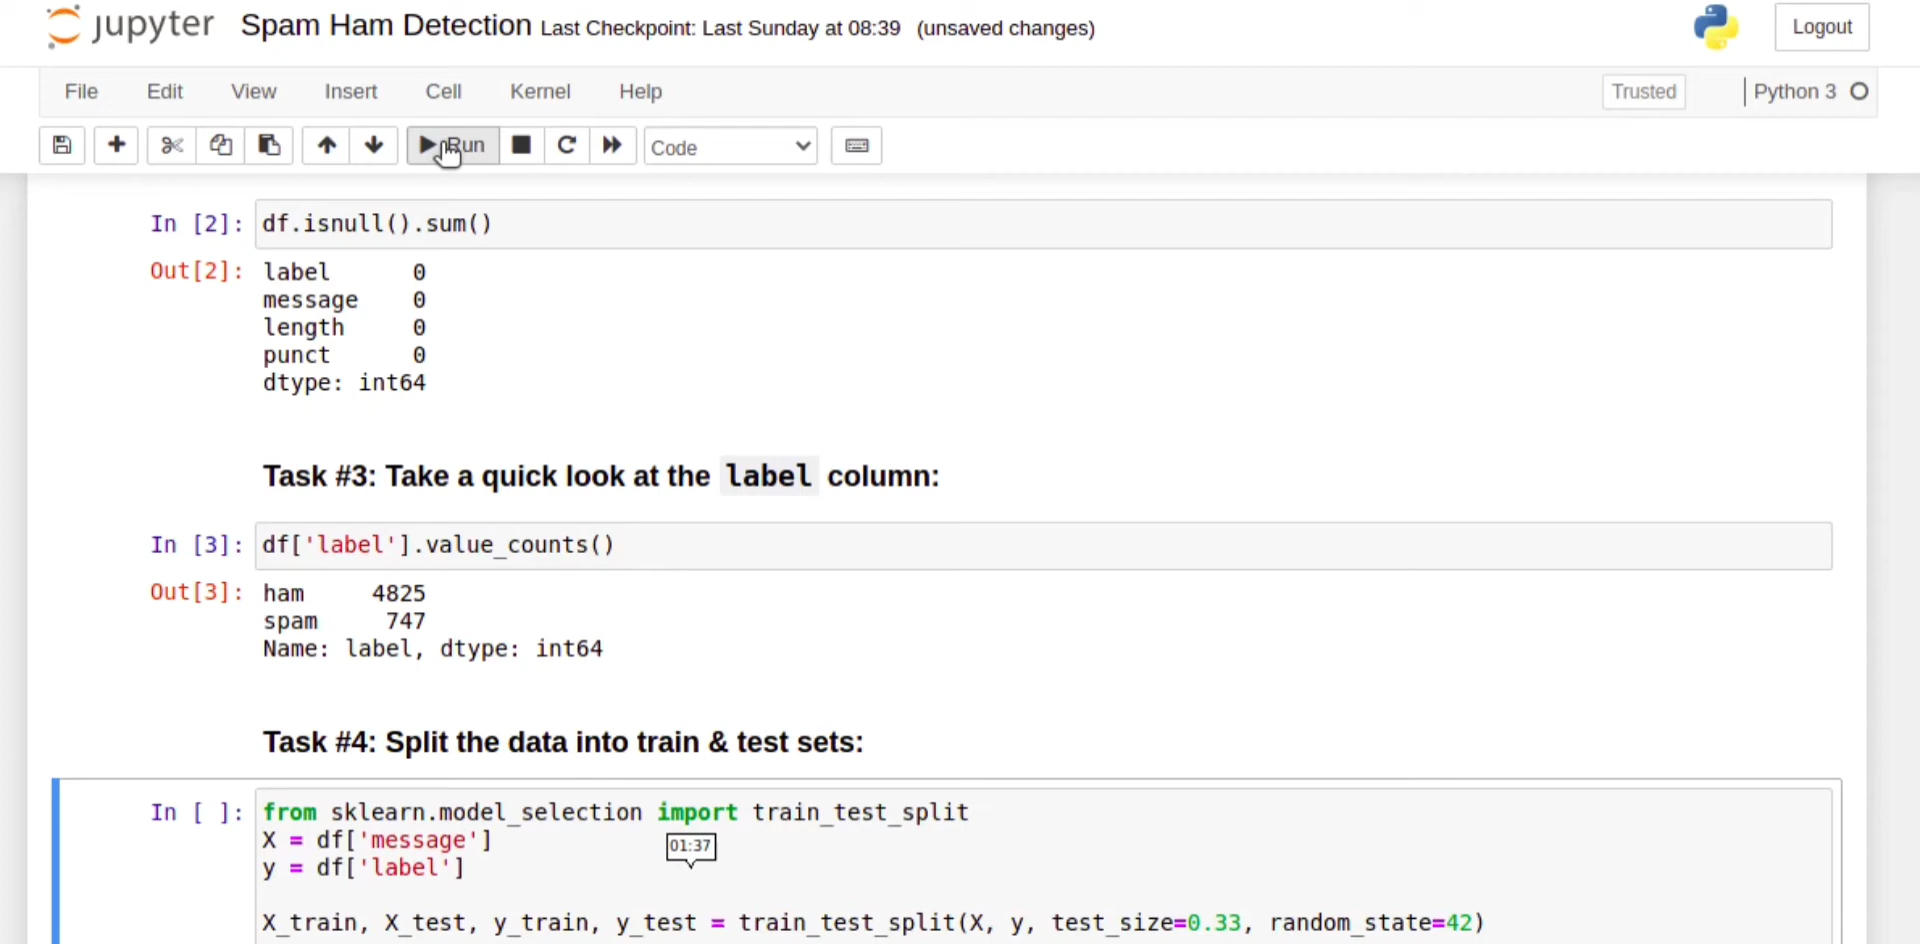 jupyter Spam Ham Detection Last Checkpoint: Last Sunday at 08:39 (unsaved changes) Logout
File Edit View Insert Cell Kernel Help Trusted Python 3
Run Code
In [2]: df.isnull().sum()
Out[2]: label 0
message 0
length 0
punct 0
dtype: int64
Task #3: Take a quick look at the label column:
In [3]: df['label'].value_counts()
Out[3]: ham 4825
spam 747
Name: label, dtype: int64
Task #4: Split the data into train & test sets:
In [ ]: from sklearn.model_selection import train_test_split
X = df['message']
01:37
y = df['label']
X_train, X_test, y_train, y_test = train_test_split(X, y, test_size=0.33, random_state=42)